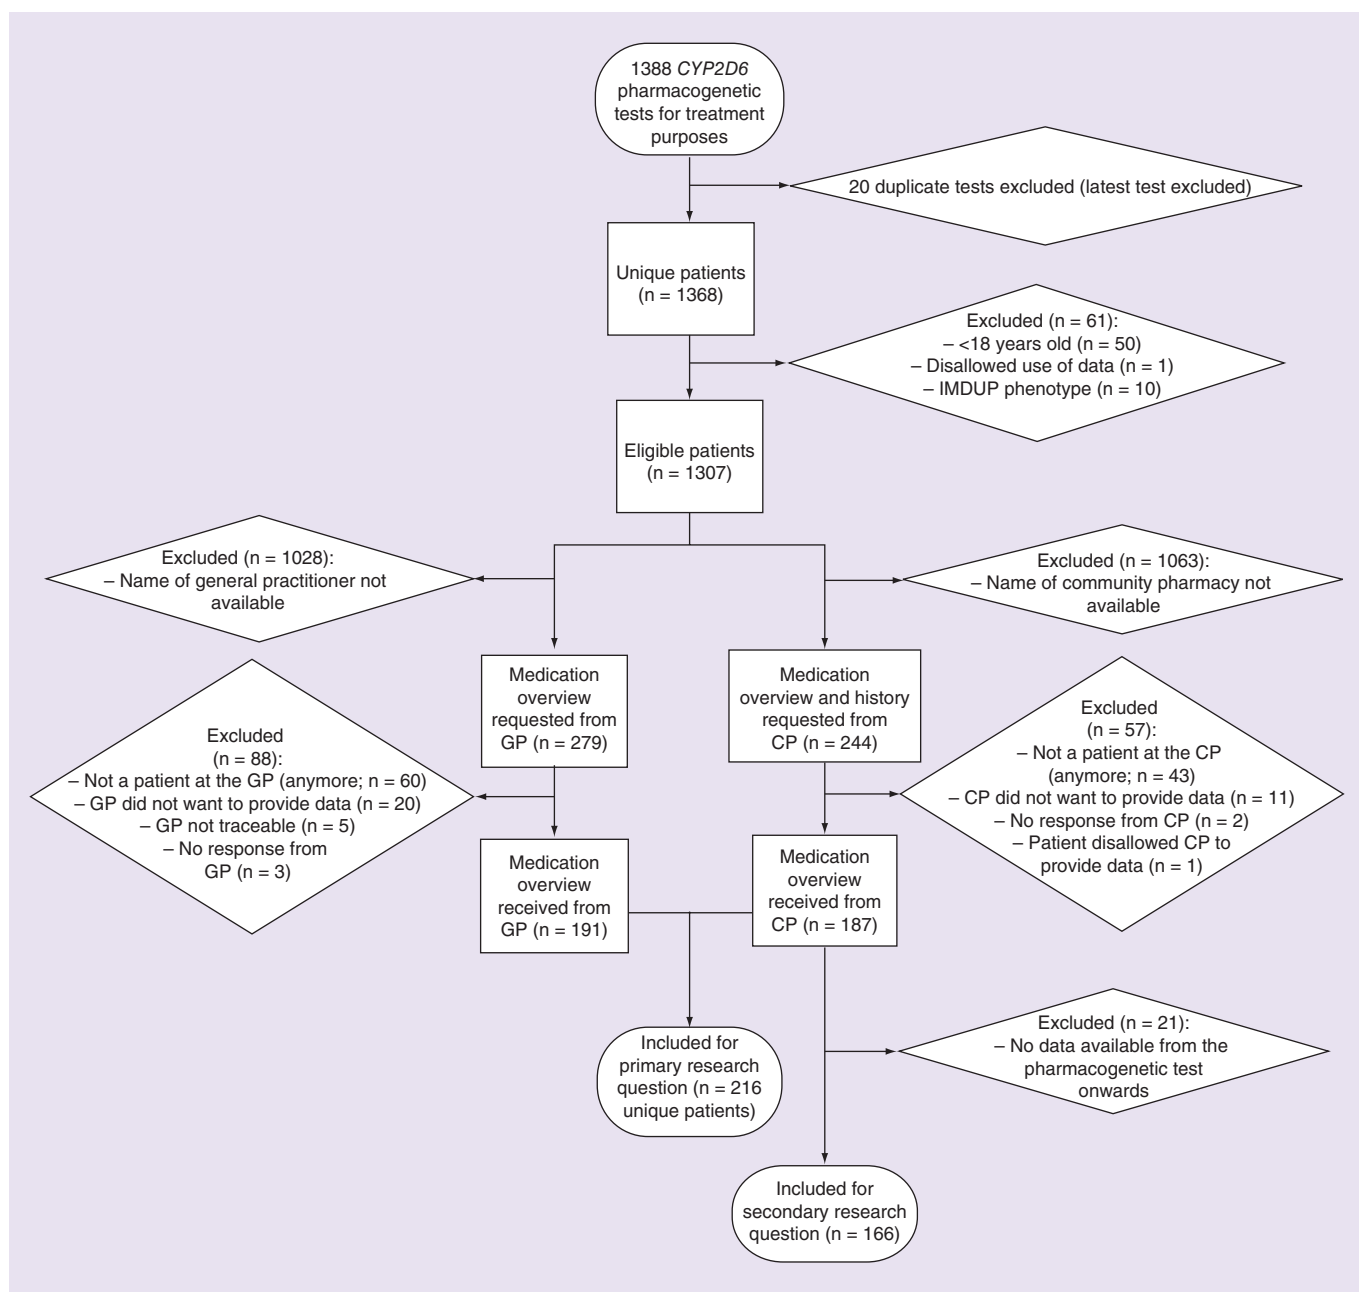 1388 CYP2D6
pharmacogenetic
tests for treatment
purposes
20 duplicate tests excluded (latest test excluded)
Unique patients
(n = 1368)
Excluded (n = 61):
– <18 years old (n = 50)
– Disallowed use of data (n = 1)
– IMDUP phenotype (n = 10)
Eligible patients
(n = 1307)
Excluded (n = 1028):
– Name of general practitioner not
available
Excluded (n = 1063):
– Name of community pharmacy not
available
Medication
overview
requested from
GP (n = 279)
Medication
overview and history
requested from
CP (n = 244)
Excluded
(n = 88):
– Not a patient at the GP (anymore; n = 60)
– GP did not want to provide data (n = 20)
– GP not traceable (n = 5)
– No response from
GP (n = 3)
Excluded
(n = 57):
– Not a patient at the CP
(anymore; n = 43)
– CP did not want to provide data (n = 11)
– No response from CP (n = 2)
– Patient disallowed CP to
provide data (n = 1)
Medication
overview
received from
GP (n = 191)
Medication
overview
received from
CP (n = 187)
Excluded (n = 21):
– No data available from the
pharmacogenetic test
onwards
Included for
primary research
question (n = 216
unique patients)
Included for
secondary research
question (n = 166)